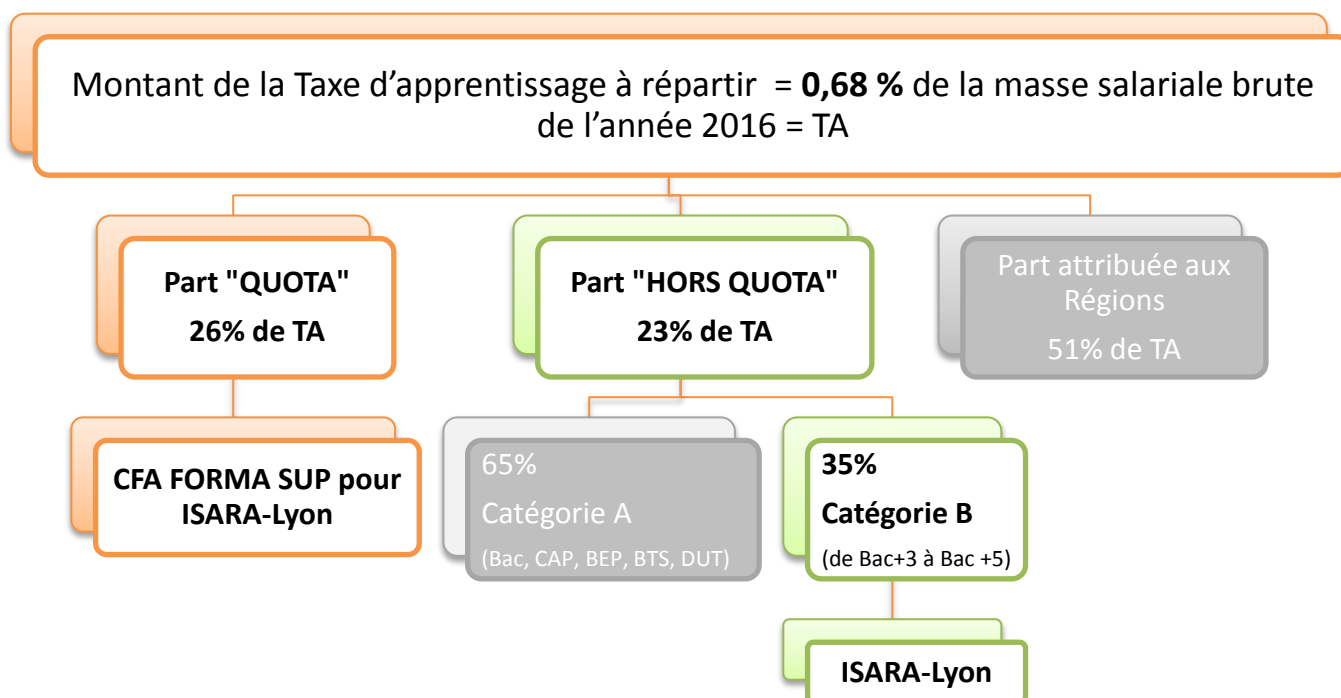 Montant de la Taxe d’apprentissage à répartir = 0,68 % de la masse salariale brute
de l’année 2016 = TA
Part "QUOTA"
26% de TA
Part "HORS QUOTA"
23% de TA
Part attribuée aux
Régions
51% de TA
CFA FORMA SUP pour
ISARA-Lyon
65%
Catégorie A
(Bac, CAP, BEP, BTS, DUT)
35%
Catégorie B
(de Bac+3 à Bac +5)
ISARA-Lyon